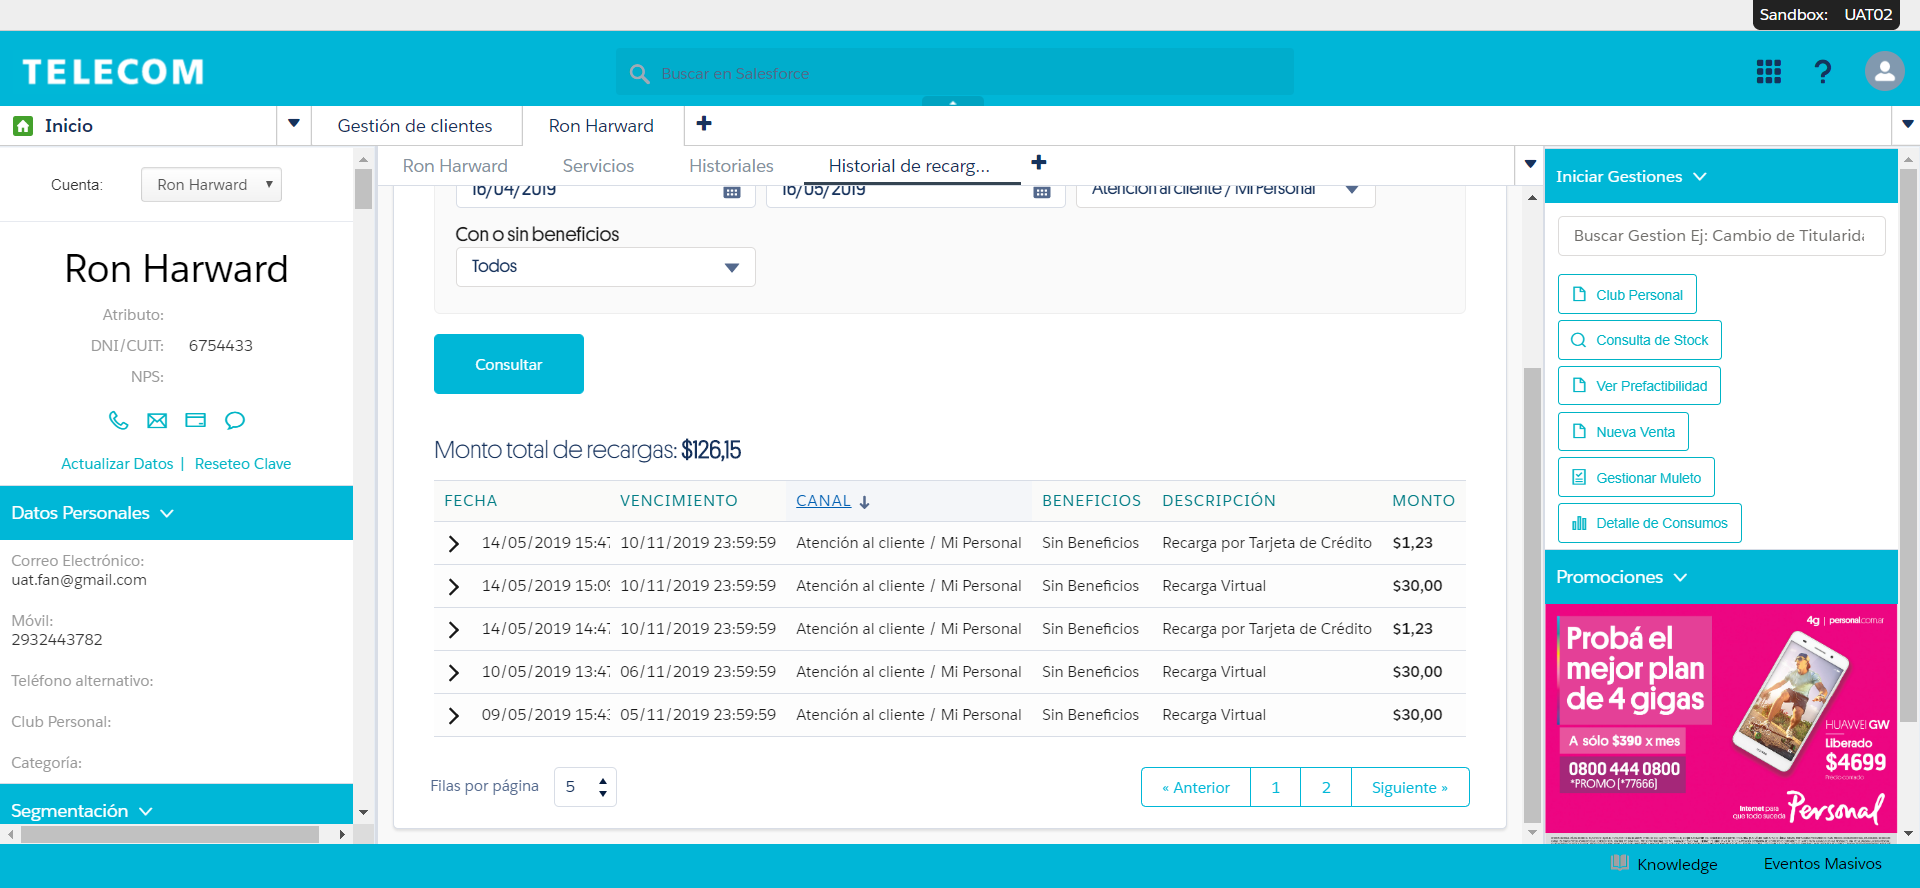 Sandbox: UAT02
TELECOM
Buscar en Salesforce
Inicio
Gestión de clientes
Ron Harward
Ron Harward
Servicios
Historiales
Historial de recarg...
Cuenta:
Ron Harward
Ron Harward
Atributo:
DNI/CUIT: 6754433
NPS:
Actualizar Datos | Reseteo Clave
Datos Personales
Correo Electrónico:
uat.fan@gmail.com
Móvil:
2932443782
Teléfono alternativo:
Club Personal:
Categoría:
Segmentación
16/04/2019
16/05/2019
Atención al cliente / Mi Personal
Con o sin beneficios
Todos
Consultar
Monto total de recargas: $126,15
FECHA VENCIMIENTO CANAL BENEFICIOS DESCRIPCIÓN MONTO
14/05/2019 15:47 10/11/2019 23:59:59 Atención al cliente / Mi Personal Sin Beneficios Recarga por Tarjeta de Crédito $1,23
14/05/2019 15:09 10/11/2019 23:59:59 Atención al cliente / Mi Personal Sin Beneficios Recarga Virtual $30,00
14/05/2019 14:47 10/11/2019 23:59:59 Atención al cliente / Mi Personal Sin Beneficios Recarga por Tarjeta de Crédito $1,23
10/05/2019 13:47 06/11/2019 23:59:59 Atención al cliente / Mi Personal Sin Beneficios Recarga Virtual $30,00
09/05/2019 15:43 05/11/2019 23:59:59 Atención al cliente / Mi Personal Sin Beneficios Recarga Virtual $30,00
Filas por página 5
« Anterior 1 2 Siguiente »
Iniciar Gestiones
Buscar Gestion Ej: Cambio de Titularida
Club Personal
Consulta de Stock
Ver Prefactibilidad
Nueva Venta
Gestionar Muleto
Detalle de Consumos
Promociones
4g | personal.com.ar
Probá el
mejor plan
de 4 gigas
A sólo $390 x mes
0800 444 0800
*PROMO (*77666)
HUAWEI GW
Liberado
$4699
Precio contado
Internet para
que todo suceda
Personal
Knowledge
Eventos Masivos